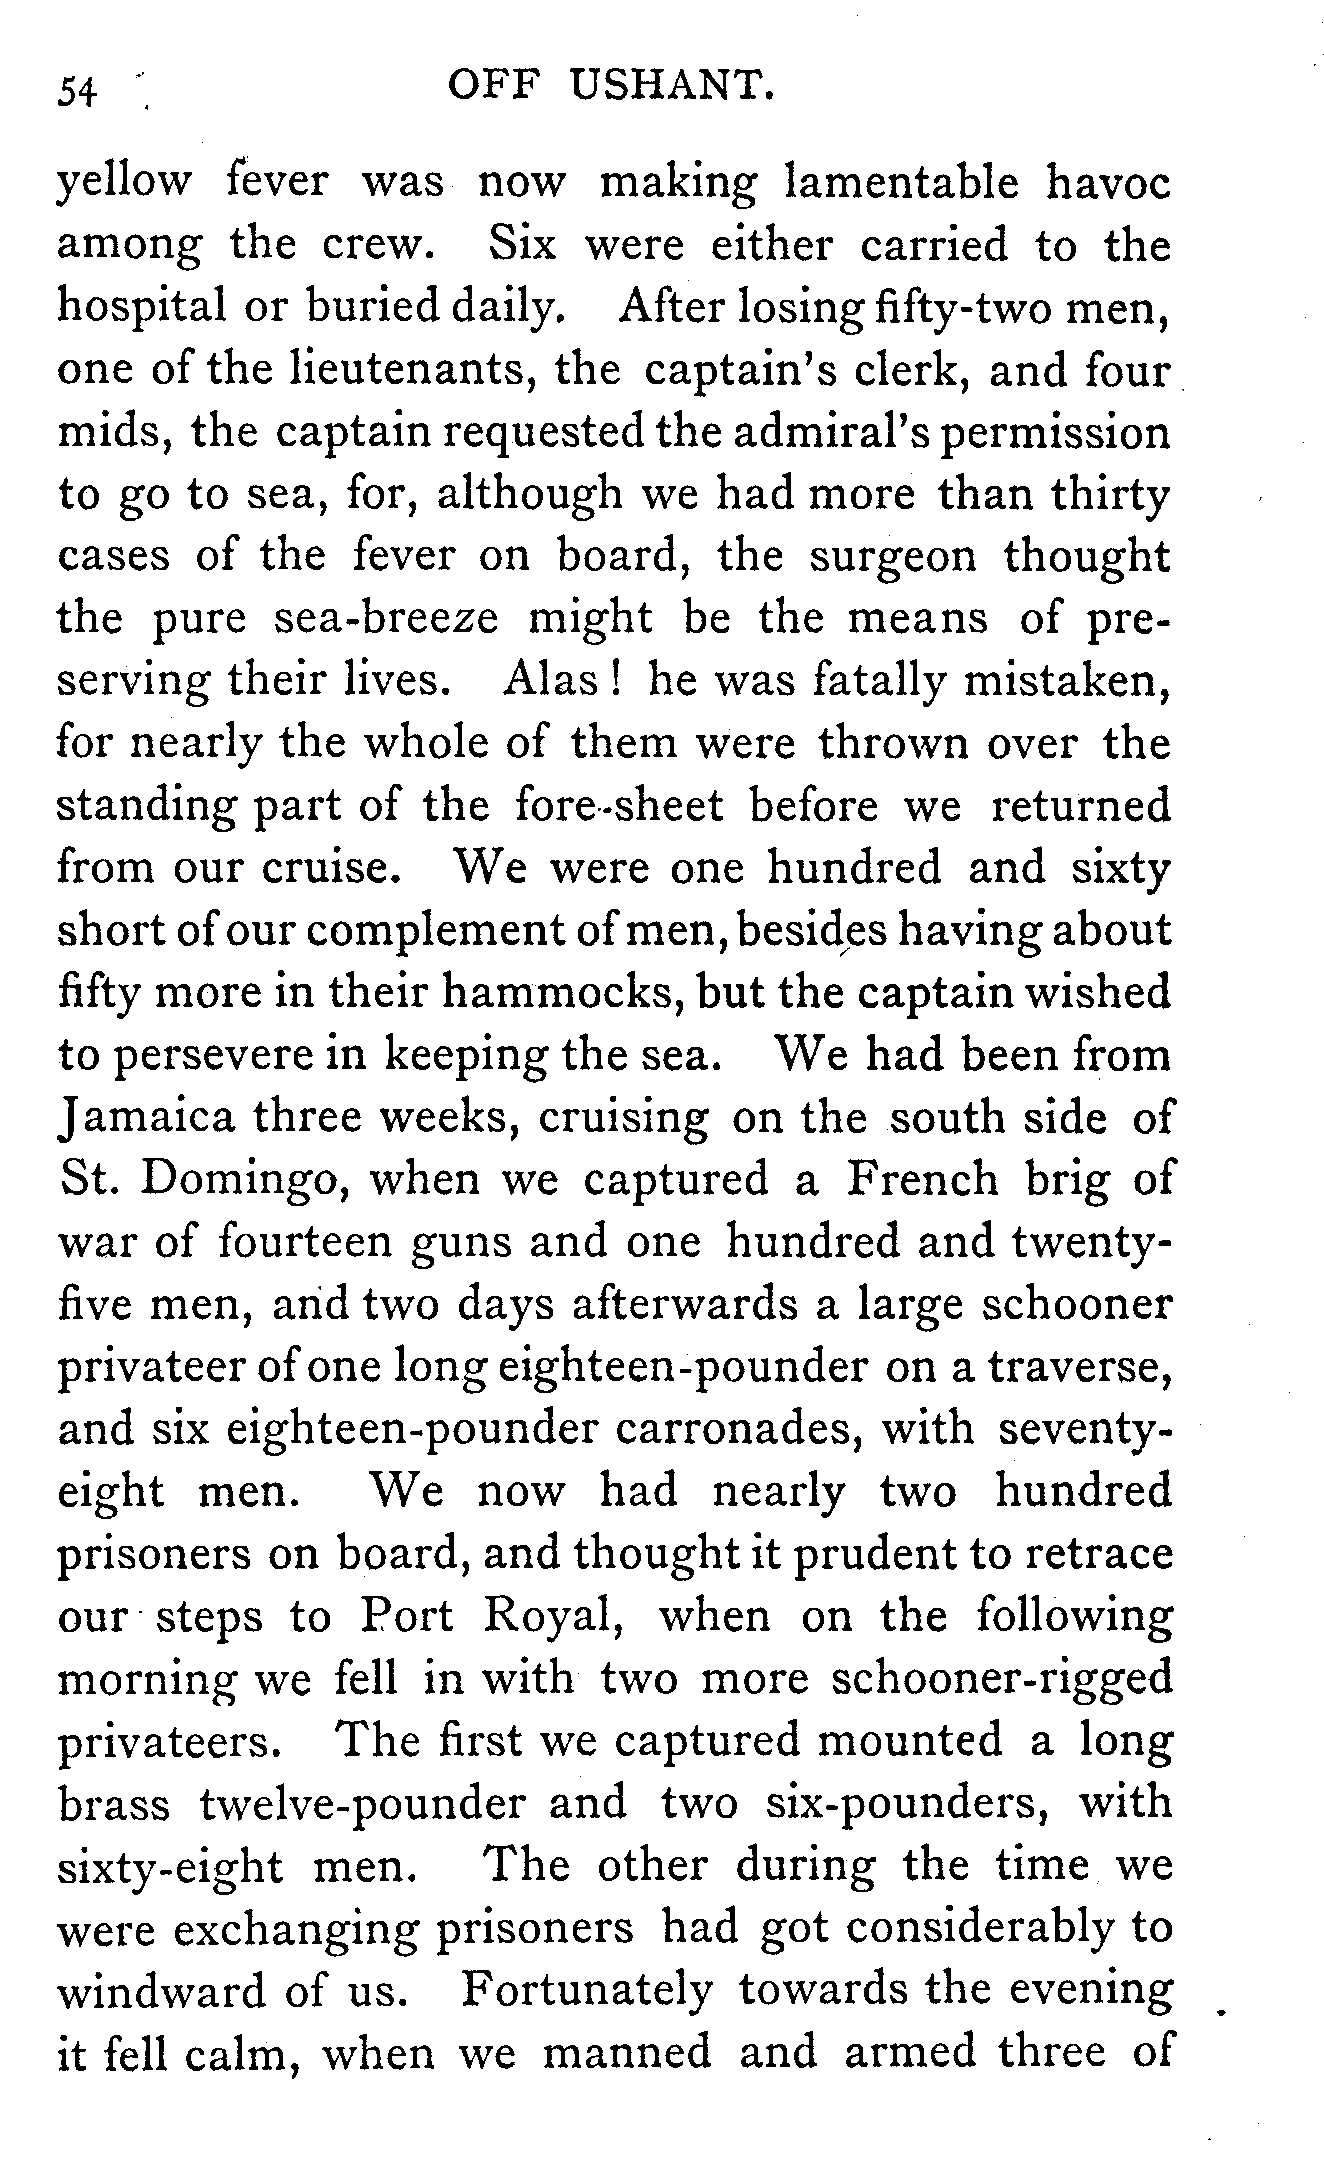 54 OFF USHANT.
yellow fever was now making lamentable havoc
among the crew. Six were either carried to the
hospital or buried daily. After losing fifty-two men,
one of the lieutenants, the captain's clerk, and four
mids, the captain requested the admiral's permission
to go to sea, for, although we had more than thirty
cases of the fever on board, the surgeon thought
the pure sea-breeze might be the means of pre-
serving their lives. Alas ! he was fatally mistaken,
for nearly the whole of them were thrown over the
standing part of the fore-sheet before we returned
from our cruise. We were one hundred and sixty
short of our complement of men, besides having about
fifty more in their hammocks, but the captain wished
to persevere in keeping the sea. We had been from
Jamaica three weeks, cruising on the south side of
St. Domingo, when we captured a French brig of
war of fourteen guns and one hundred and twenty-
five men, and two days afterwards a large schooner
privateer of one long eighteen-pounder on a traverse,
and six eighteen-pounder carronades, with seventy-
eight men. We now had nearly two hundred
prisoners on board, and thought it prudent to retrace
our steps to Port Royal, when on the following
morning we fell in with two more schooner-rigged
privateers. The first we captured mounted a long
brass twelve-pounder and two six-pounders, with
sixty-eight men. The other during the time we
were exchanging prisoners had got considerably to
windward of us. Fortunately towards the evening
it fell calm, when we manned and armed three of